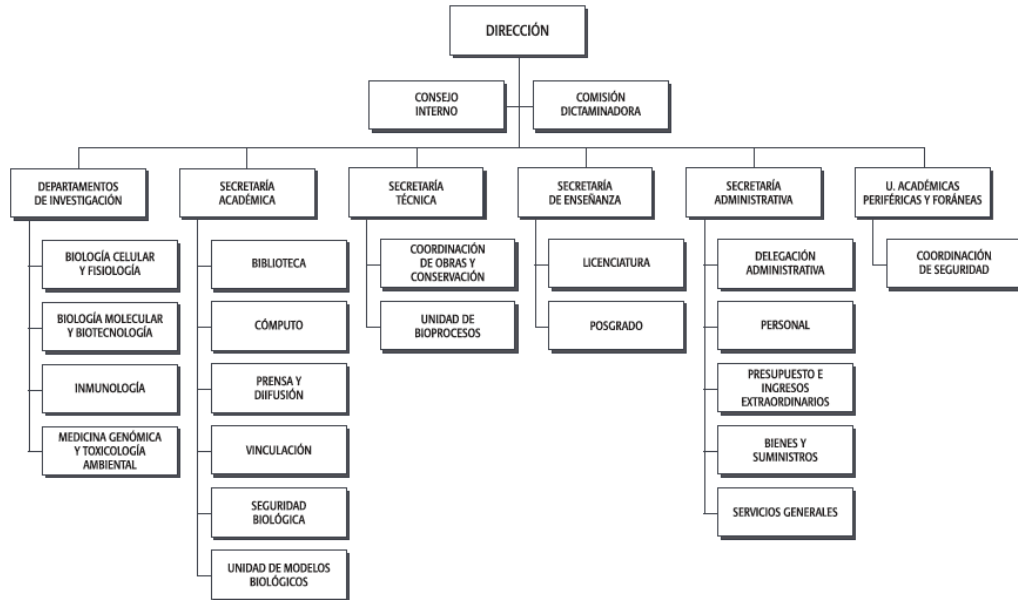 DIRECCIÓN
CONSEJO
INTERNO
COMISIÓN
DICTAMINADORA
DEPARTAMENTOS
DE INVESTIGACIÓN
BIOLOGÍA CELULAR
Y FISIOLOGÍA
BIOLOGÍA MOLECULAR
Y BIOTECNOLOGÍA
INMUNOLOGÍA
MEDICINA GENÓMICA
Y TOXICOLOGÍA
AMBIENTAL
SECRETARÍA
ACADÉMICA
BIBLIOTECA
CÓMPUTO
PRENSA Y
DIIFUSIÓN
VINCULACIÓN
SEGURIDAD
BIOLÓGICA
UNIDAD DE MODELOS
BIOLÓGICOS
SECRETARÍA
TÉCNICA
COORDINACIÓN
DE OBRAS Y
CONSERVACIÓN
UNIDAD DE
BIOPROCESOS
SECRETARÍA
DE ENSEÑANZA
LICENCIATURA
POSGRADO
SECRETARÍA
ADMINISTRATIVA
DELEGACIÓN
ADMINISTRATIVA
PERSONAL
PRESUPUESTO E
INGRESOS
EXTRAORDINARIOS
BIENES Y
SUMINISTROS
SERVICIOS GENERALES
U. ACADÉMICAS
PERIFÉRICAS Y FORÁNEAS
COORDINACIÓN
DE SEGURIDAD